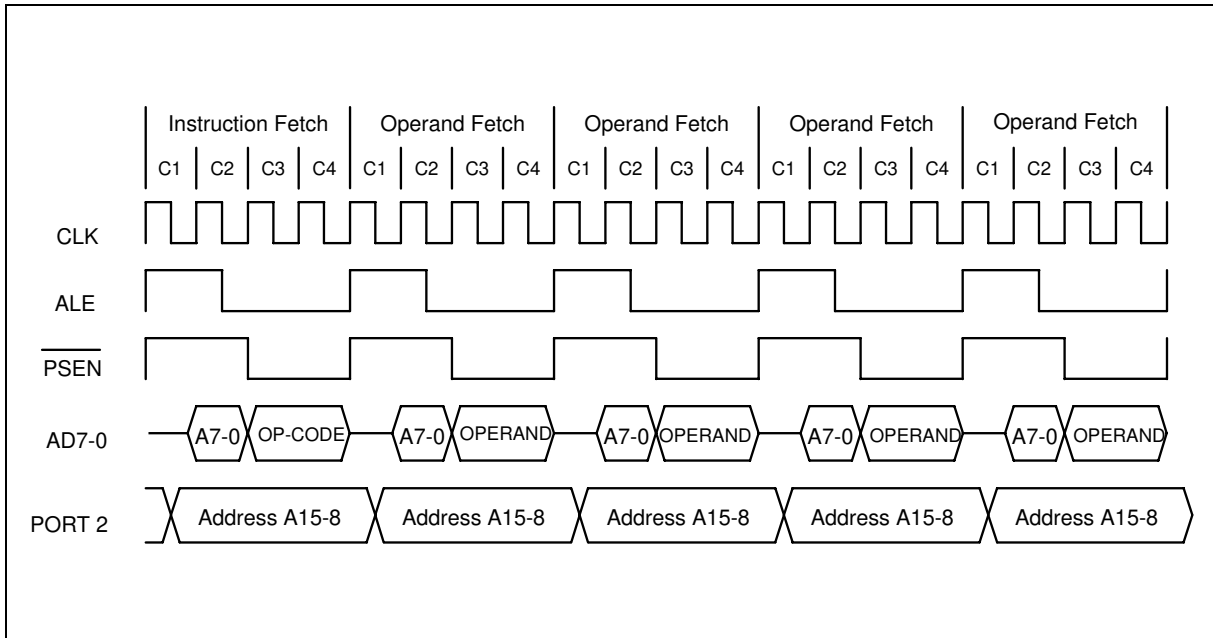 Instruction Fetch Operand Fetch Operand Fetch Operand Fetch Operand Fetch
C1 C2 C3 C4 C1 C2 C3 C4 C1 C2 C3 C4 C1 C2 C3 C4 C1 C2 C3 C4
CLK
ALE
PSEN
AD7-0 A7-0 OP-CODE A7-0 OPERAND A7-0 OPERAND A7-0 OPERAND A7-0 OPERAND
PORT 2 Address A15-8 Address A15-8 Address A15-8 Address A15-8 Address A15-8